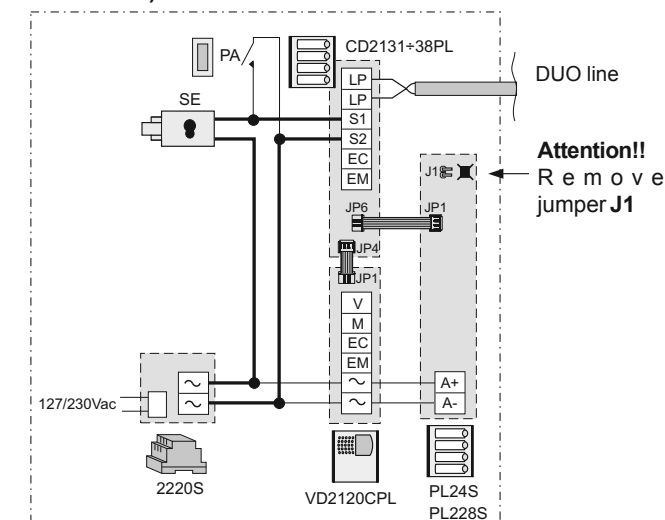 PA
CD2131÷38PL
LP
LP
S1
S2
EC
EM
DUO line
SE
Attention!!
Remove
jumper J1
J1
JP6
JP1
JP4
JP1
V
M
EC
EM
~
~
A+
A-
~
~
127/230Vac
2220S
VD2120CPL
PL24S
PL228S